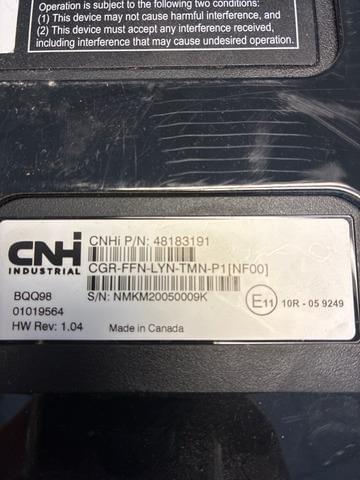 Operation is subject to the following two conditions:
(1) This device may not cause harmful interference, and
(2) This device must accept any interference received,
including interference that may cause undesired operation.
CNHi P/N: 48183191
CNHi
INDUSTRIAL
CGR-FFN-LYN-TMN-P1[NF00]
BQQ98
S/N: NMKM20050009K
01019564
E11
10R - 05 9249
HW Rev: 1.04
Made in Canada